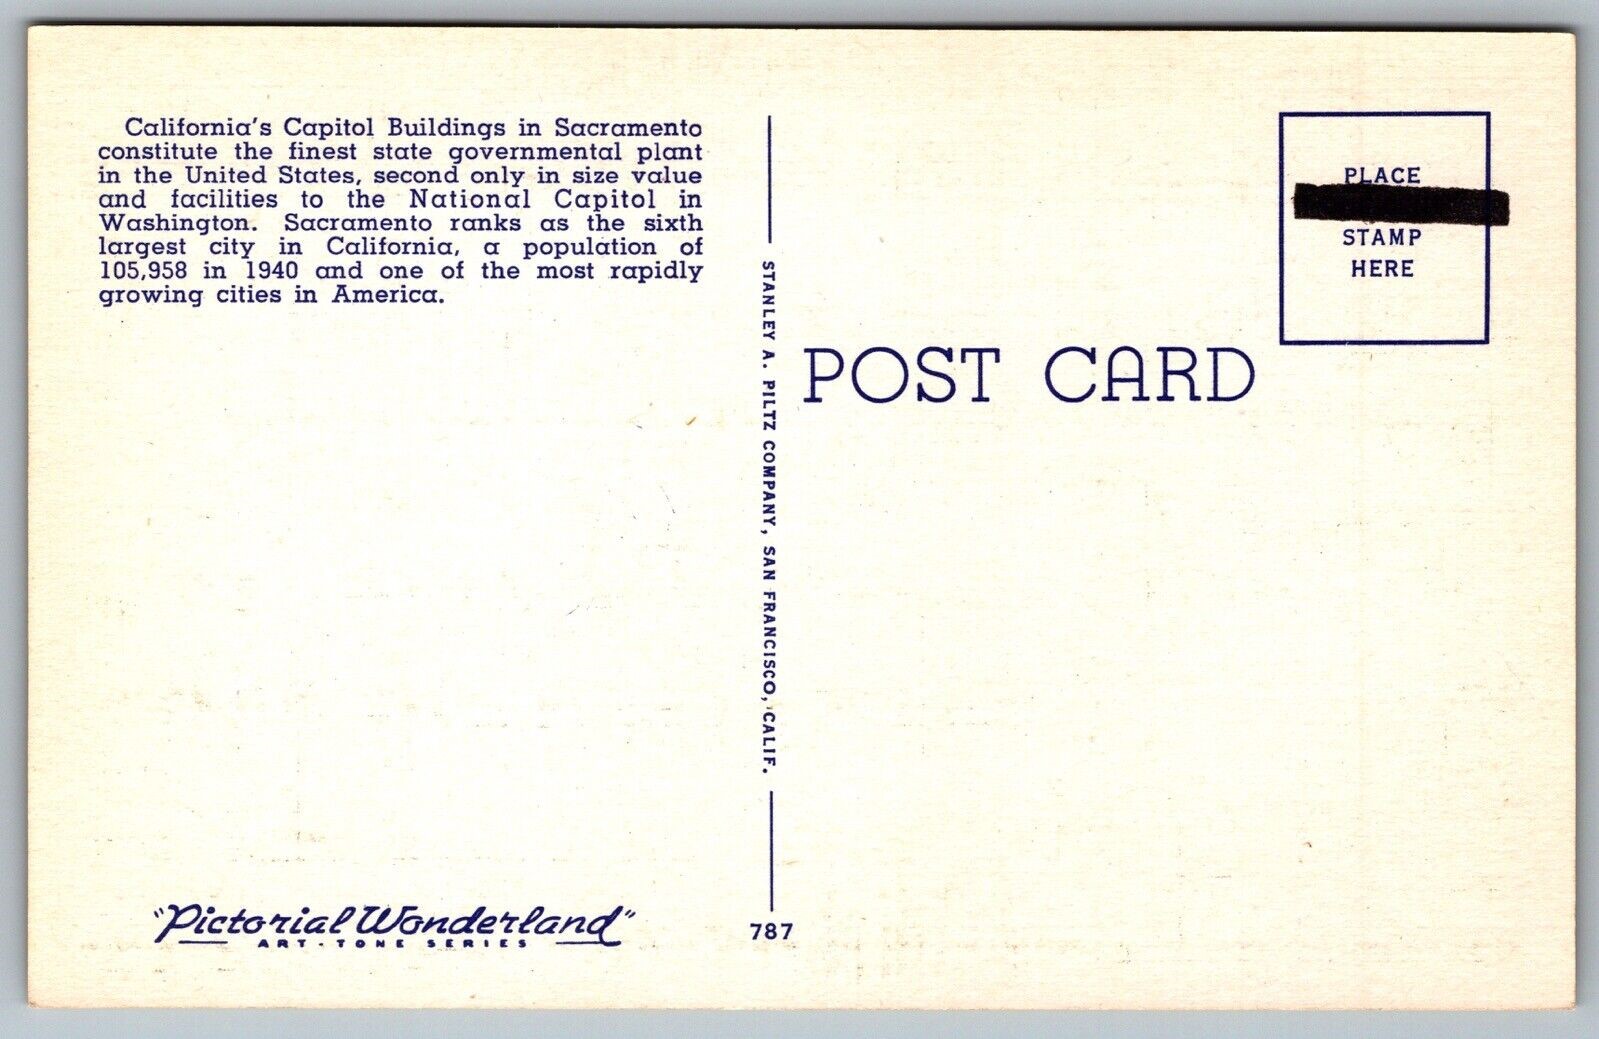 California's Capitol Buildings in Sacramento
constitute the finest state governmental plant
in the United States, second only in size value
and facilities to the National Capitol in
Washington. Sacramento ranks as the sixth
largest city in California, a population of
105,958 in 1940 and one of the most rapidly
growing cities in America.
"Pictorial Wonderland"
ART-TONE SERIES
STANLEY A. PILTZ COMPANY, SAN FRANCISCO, CALIF.
787
POST CARD
PLACE
STAMP
HERE